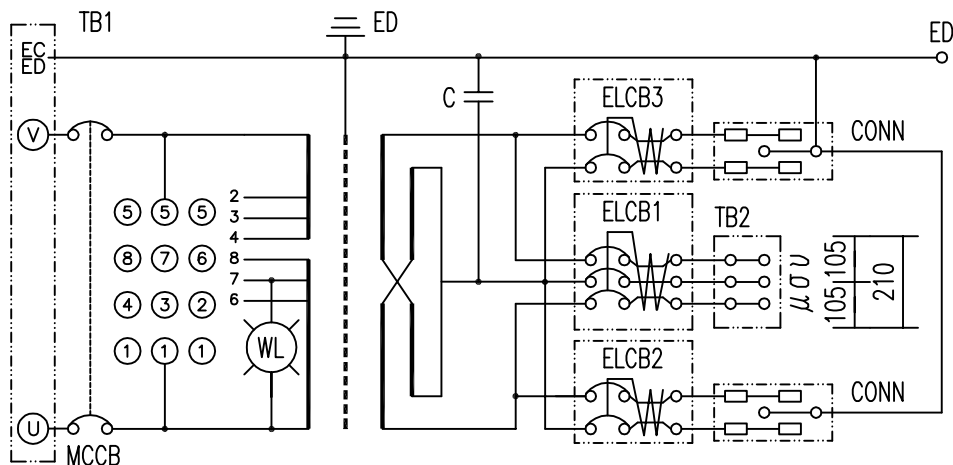 TB1
ED
ED
EC
ED
C
ELCB3
CONN
V
2
5 5 5
3
4
ELCB1
TB2
8 7 6
8
7
6
4 3 2
105 105
210
μ o υ
WL
1 1 1
ELCB2
CONN
U
MCCB